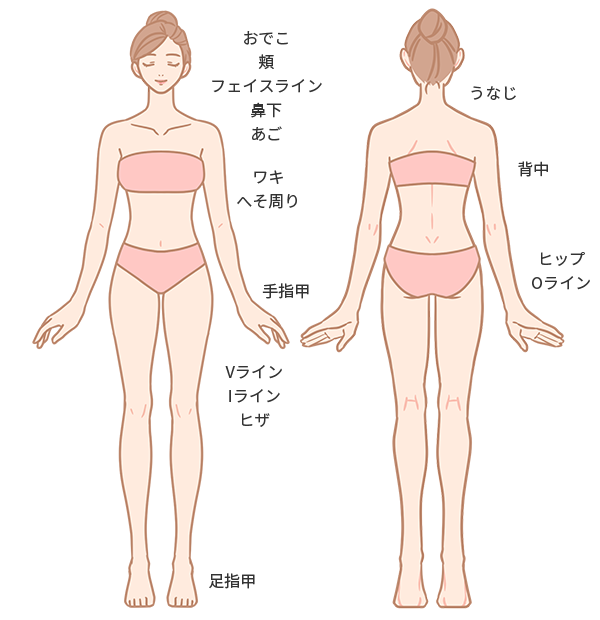 おでこ
頬
フェイスライン
鼻下
あご
ワキ
へそ周り
手指甲
Vライン
Iライン
ヒザ
足指甲
うなじ
背中
ヒップ
Oライン